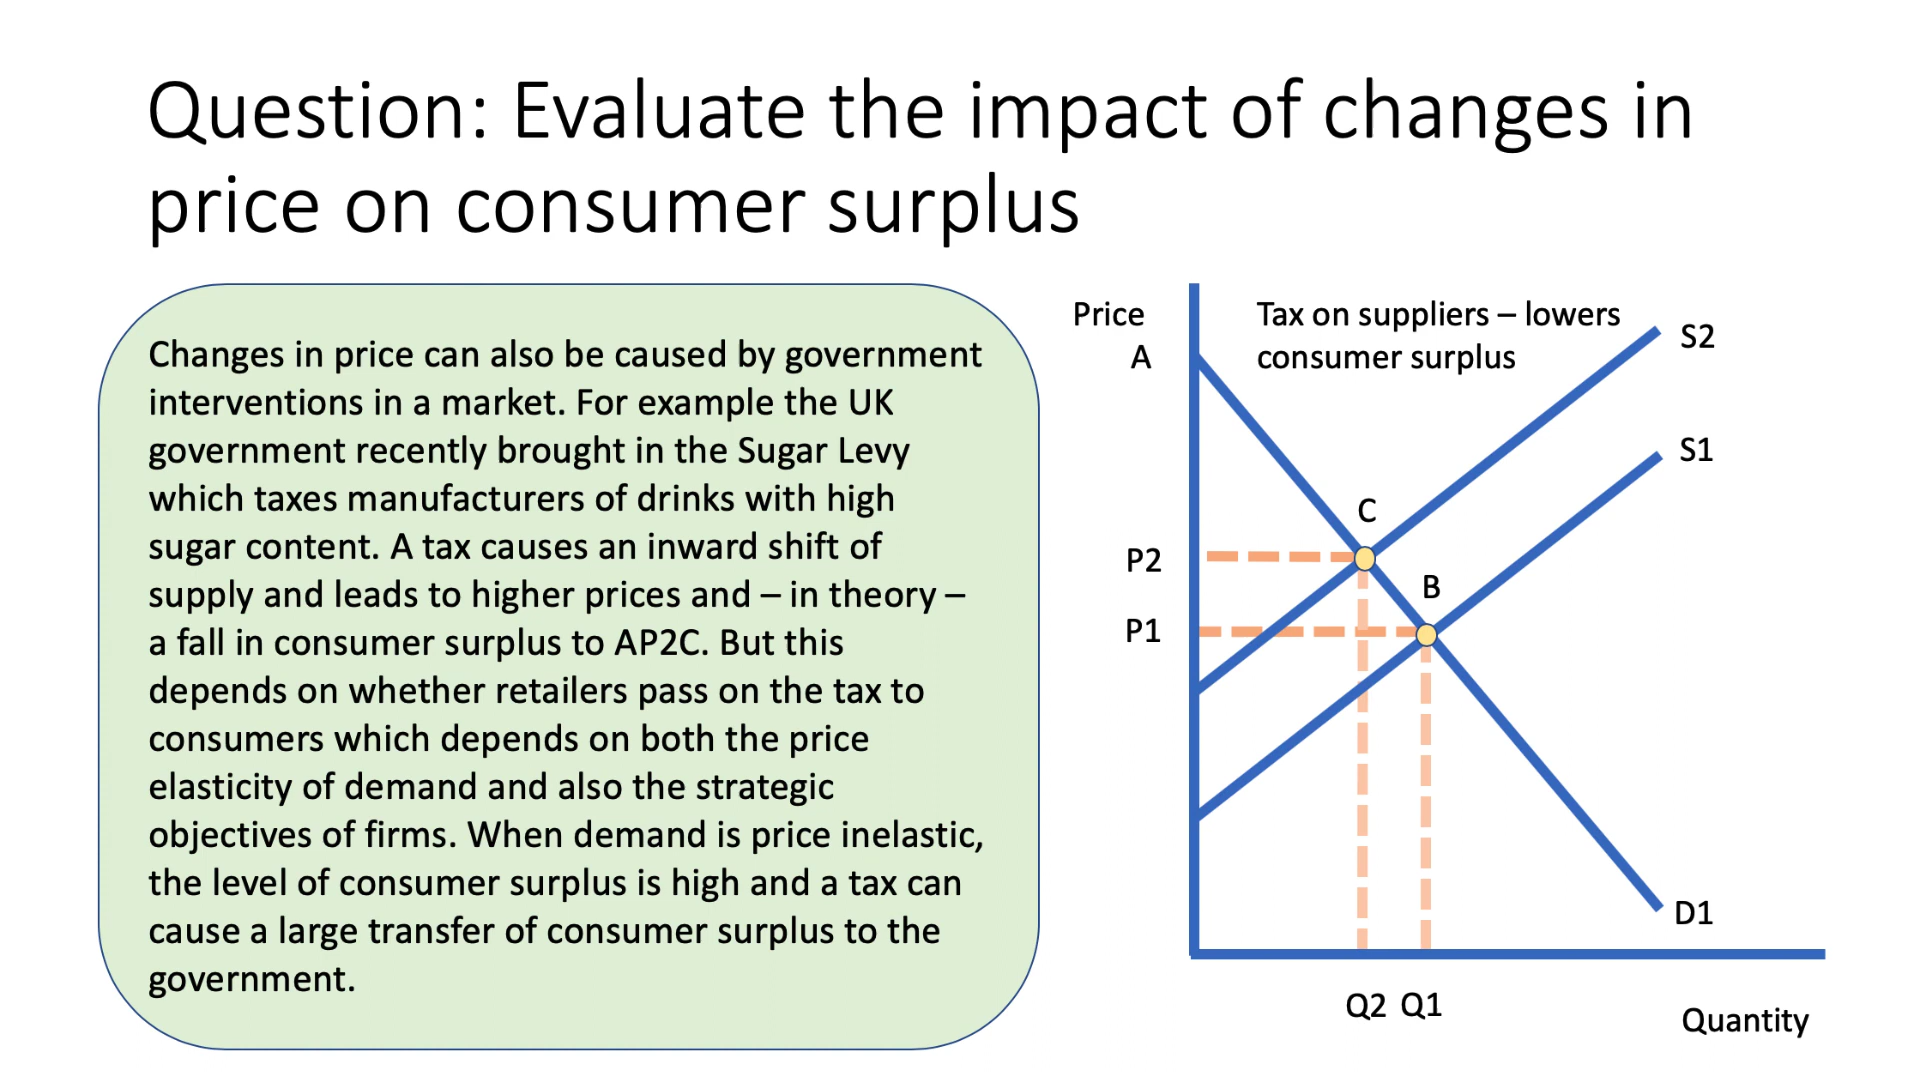 Question: Evaluate the impact of changes in
price on consumer surplus
Changes in price can also be caused by government
interventions in a market. For example the UK
government recently brought in the Sugar Levy
which taxes manufacturers of drinks with high
sugar content. A tax causes an inward shift of
supply and leads to higher prices and – in theory –
a fall in consumer surplus to AP2C. But this
depends on whether retailers pass on the tax to
consumers which depends on both the price
elasticity of demand and also the strategic
objectives of firms. When demand is price inelastic,
the level of consumer surplus is high and a tax can
cause a large transfer of consumer surplus to the
government.
Price
Tax on suppliers – lowers
consumer surplus
A
S2
S1
C
P2
B
P1
D1
Q2 Q1
Quantity